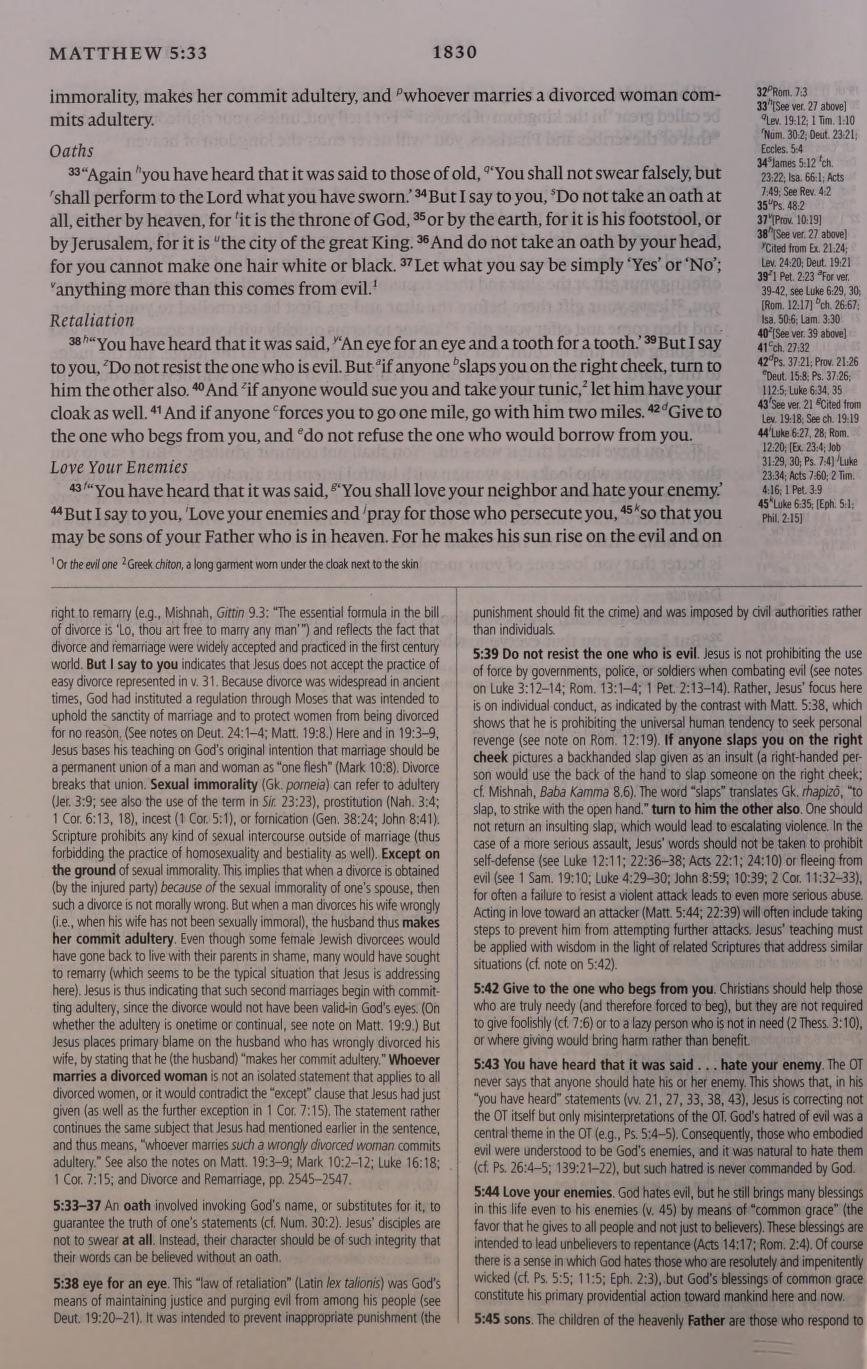 MATTHEW 5:33
1830
immorality, makes her commit adultery, and ᵖwhoever marries a divorced woman com-
mits adultery.
Oaths
³³“Again ʰyou have heard that it was said to those of old, ᑫ‘You shall not swear falsely, but
ʳshall perform to the Lord what you have sworn.’ ³⁴But I say to you, ˢDo not take an oath at
all, either by heaven, for ᵗit is the throne of God, ³⁵or by the earth, for it is his footstool, or
by Jerusalem, for it is ᵘthe city of the great King. ³⁶And do not take an oath by your head,
for you cannot make one hair white or black. ³⁷Let what you say be simply ‘Yes’ or ‘No’;
ᵛanything more than this comes from evil.¹
Retaliation
³⁸ʰ“You have heard that it was said, ʸ‘An eye for an eye and a tooth for a tooth.’ ³⁹But I say
to you, ᶻDo not resist the one who is evil. But ᵃif anyone ᵇslaps you on the right cheek, turn to
him the other also. ⁴⁰And ᶻif anyone would sue you and take your tunic,² let him have your
cloak as well. ⁴¹And if anyone ᶜforces you to go one mile, go with him two miles. ⁴²ᵈGive to
the one who begs from you, and ᵉdo not refuse the one who would borrow from you.
Love Your Enemies
⁴³ᶠ“You have heard that it was said, ᵍ‘You shall love your neighbor and hate your enemy.’
⁴⁴But I say to you, ⁱLove your enemies and ʲpray for those who persecute you, ⁴⁵ᵏso that you
may be sons of your Father who is in heaven. For he makes his sun rise on the evil and on
¹Or the evil one ²Greek chiton, a long garment worn under the cloak next to the skin
32ᵖRom. 7:3
33ʰ[See ver. 27 above]
ᑫLev. 19:12; 1 Tim. 1:10
ʳNum. 30:2; Deut. 23:21;
Eccles. 5:4
34ˢJames 5:12 ᵗch.
23:22; Isa. 66:1; Acts
7:49; See Rev. 4:2
35ᵘPs. 48:2
37ᵛ[Prov. 10:19]
38ʰ[See ver. 27 above]
ʸCited from Ex. 21:24;
Lev. 24:20; Deut. 19:21
39ᶻ1 Pet. 2:23 ᵃFor ver.
39-42, see Luke 6:29, 30;
[Rom. 12:17] ᵇch. 26:67;
Isa. 50:6; Lam. 3:30
40ᶻ[See ver. 39 above]
41ᶜch. 27:32
42ᵈPs. 37:21; Prov. 21:26
ᵉDeut. 15:8; Ps. 37:26;
112:5; Luke 6:34, 35
43ᶠSee ver. 21 ᵍCited from
Lev. 19:18; See ch. 19:19
44ⁱLuke 6:27, 28; Rom.
12:20; [Ex. 23:4; Job
31:29, 30; Ps. 7:4] ʲLuke
23:34; Acts 7:60; 2 Tim.
4:16; 1 Pet. 3:9
45ᵏLuke 6:35; [Eph. 5:1;
Phil. 2:15]
right to remarry (e.g., Mishnah, Gittin 9.3: “The essential formula in the bill
of divorce is ‘Lo, thou art free to marry any man’”) and reflects the fact that
divorce and remarriage were widely accepted and practiced in the first century
world. But I say to you indicates that Jesus does not accept the practice of
easy divorce represented in v. 31. Because divorce was widespread in ancient
times, God had instituted a regulation through Moses that was intended to
uphold the sanctity of marriage and to protect women from being divorced
for no reason. (See notes on Deut. 24:1–4; Matt. 19:8.) Here and in 19:3–9,
Jesus bases his teaching on God's original intention that marriage should be
a permanent union of a man and woman as “one flesh” (Mark 10:8). Divorce
breaks that union. Sexual immorality (Gk. porneia) can refer to adultery
(Jer. 3:9; see also the use of the term in Sir. 23:23), prostitution (Nah. 3:4;
1 Cor. 6:13, 18), incest (1 Cor. 5:1), or fornication (Gen. 38:24; John 8:41).
Scripture prohibits any kind of sexual intercourse outside of marriage (thus
forbidding the practice of homosexuality and bestiality as well). Except on
the ground of sexual immorality. This implies that when a divorce is obtained
(by the injured party) because of the sexual immorality of one's spouse, then
such a divorce is not morally wrong. But when a man divorces his wife wrongly
(i.e., when his wife has not been sexually immoral), the husband thus makes
her commit adultery. Even though some female Jewish divorcees would
have gone back to live with their parents in shame, many would have sought
to remarry (which seems to be the typical situation that Jesus is addressing
here). Jesus is thus indicating that such second marriages begin with commit-
ting adultery, since the divorce would not have been valid in God's eyes. (On
whether the adultery is onetime or continual, see note on Matt. 19:9.) But
Jesus places primary blame on the husband who has wrongly divorced his
wife, by stating that he (the husband) “makes her commit adultery.” Whoever
marries a divorced woman is not an isolated statement that applies to all
divorced women, or it would contradict the “except” clause that Jesus had just
given (as well as the further exception in 1 Cor. 7:15). The statement rather
continues the same subject that Jesus had mentioned earlier in the sentence,
and thus means, “whoever marries such a wrongly divorced woman commits
adultery.” See also the notes on Matt. 19:3–9; Mark 10:2–12; Luke 16:18;
1 Cor. 7:15; and Divorce and Remarriage, pp. 2545–2547.
5:33–37 An oath involved invoking God's name, or substitutes for it, to
guarantee the truth of one's statements (cf. Num. 30:2). Jesus' disciples are
not to swear at all. Instead, their character should be of such integrity that
their words can be believed without an oath.
5:38 eye for an eye. This “law of retaliation” (Latin lex talionis) was God's
means of maintaining justice and purging evil from among his people (see
Deut. 19:20–21). It was intended to prevent inappropriate punishment (the
punishment should fit the crime) and was imposed by civil authorities rather
than individuals.
5:39 Do not resist the one who is evil. Jesus is not prohibiting the use
of force by governments, police, or soldiers when combating evil (see notes
on Luke 3:12–14; Rom. 13:1–4; 1 Pet. 2:13–14). Rather, Jesus' focus here
is on individual conduct, as indicated by the contrast with Matt. 5:38, which
shows that he is prohibiting the universal human tendency to seek personal
revenge (see note on Rom. 12:19). If anyone slaps you on the right
cheek pictures a backhanded slap given as an insult (a right-handed per-
son would use the back of the hand to slap someone on the right cheek;
cf. Mishnah, Baba Kamma 8.6). The word “slaps” translates Gk. rhapizō, “to
slap, to strike with the open hand.” turn to him the other also. One should
not return an insulting slap, which would lead to escalating violence. In the
case of a more serious assault, Jesus' words should not be taken to prohibit
self-defense (see Luke 12:11; 22:36–38; Acts 22:1; 24:10) or fleeing from
evil (see 1 Sam. 19:10; Luke 4:29–30; John 8:59; 10:39; 2 Cor. 11:32–33),
for often a failure to resist a violent attack leads to even more serious abuse.
Acting in love toward an attacker (Matt. 5:44; 22:39) will often include taking
steps to prevent him from attempting further attacks. Jesus' teaching must
be applied with wisdom in the light of related Scriptures that address similar
situations (cf. note on 5:42).
5:42 Give to the one who begs from you. Christians should help those
who are truly needy (and therefore forced to beg), but they are not required
to give foolishly (cf. 7:6) or to a lazy person who is not in need (2 Thess. 3:10),
or where giving would bring harm rather than benefit.
5:43 You have heard that it was said . . . hate your enemy. The OT
never says that anyone should hate his or her enemy. This shows that, in his
“you have heard” statements (vv. 21, 27, 33, 38, 43), Jesus is correcting not
the OT itself but only misinterpretations of the OT. God's hatred of evil was a
central theme in the OT (e.g., Ps. 5:4–5). Consequently, those who embodied
evil were understood to be God's enemies, and it was natural to hate them
(cf. Ps. 26:4–5; 139:21–22), but such hatred is never commanded by God.
5:44 Love your enemies. God hates evil, but he still brings many blessings
in this life even to his enemies (v. 45) by means of “common grace” (the
favor that he gives to all people and not just to believers). These blessings are
intended to lead unbelievers to repentance (Acts 14:17; Rom. 2:4). Of course
there is a sense in which God hates those who are resolutely and impenitently
wicked (cf. Ps. 5:5; 11:5; Eph. 2:3), but God's blessings of common grace
constitute his primary providential action toward mankind here and now.
5:45 sons. The children of the heavenly Father are those who respond to